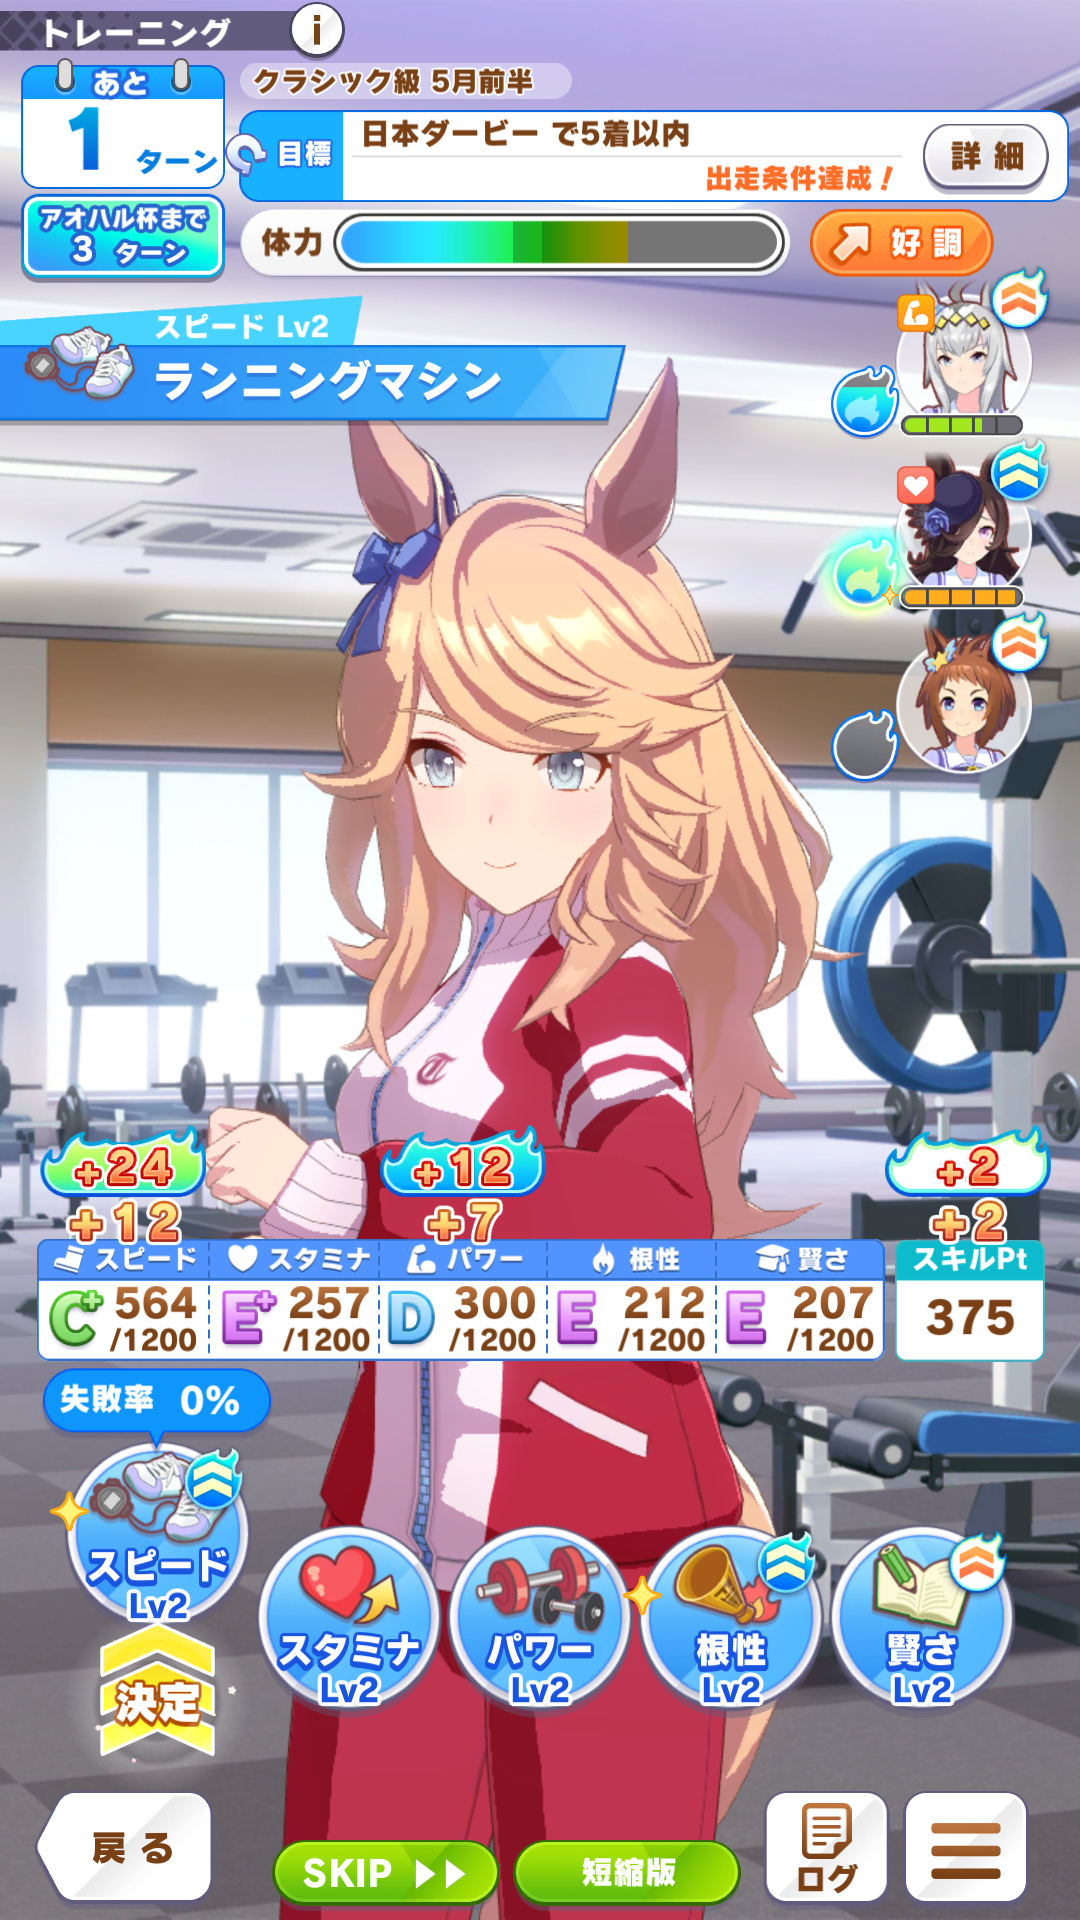 トレーニング
i
あと
1 ターン
クラシック級 5月前半
目標
日本ダービー で5着以内
出走条件達成！
詳細
アオハル杯まで
3 ターン
体力
好調
スピード Lv2
ランニングマシン
+24
+12
+2
+12
+7
+2
スピード
スタミナ
パワー
根性
賢さ
スキルPt
C+ 564 /1200
E+ 257 /1200
D 300 /1200
E 212 /1200
E 207 /1200
375
失敗率 0%
スピード
Lv2
スタミナ
Lv2
パワー
Lv2
根性
Lv2
賢さ
Lv2
決定
戻る
SKIP
短縮版
ログ